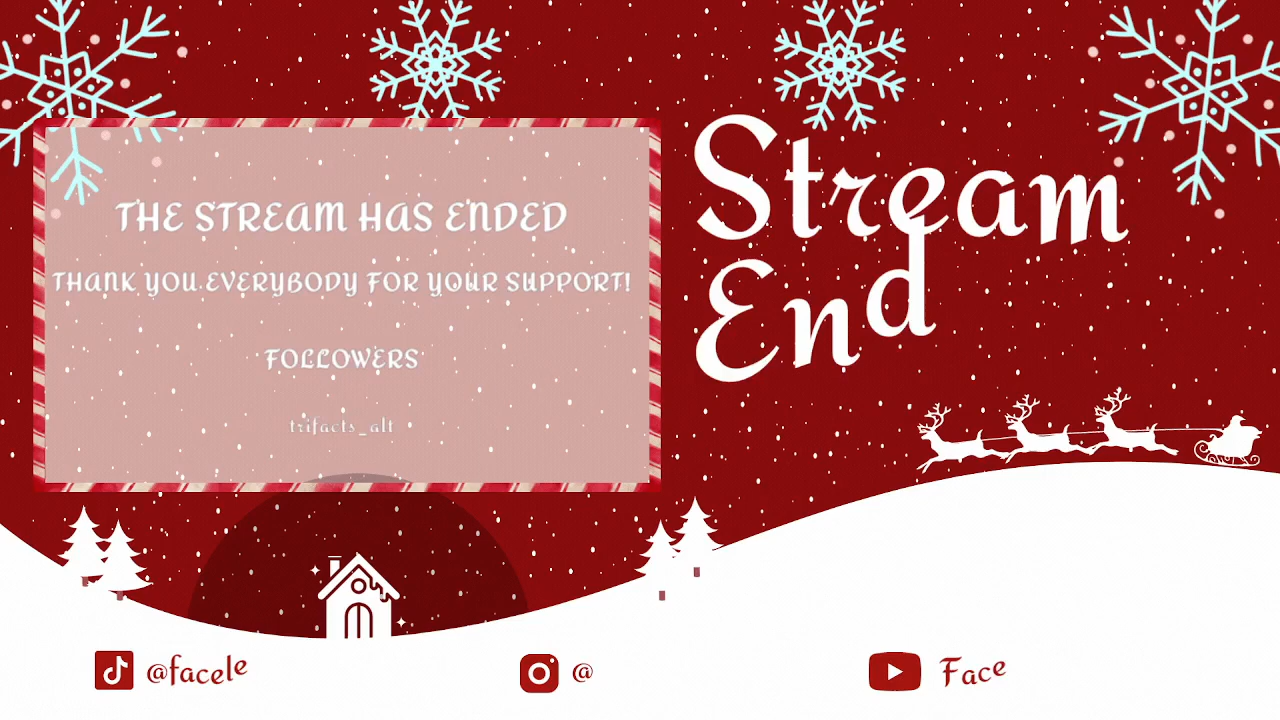 THE STREAM HAS ENDED
THANK YOU EVERYBODY FOR YOUR SUPPORT!
FOLLOWERS
trifacts_alt
Stream
End
@facele
@
Face